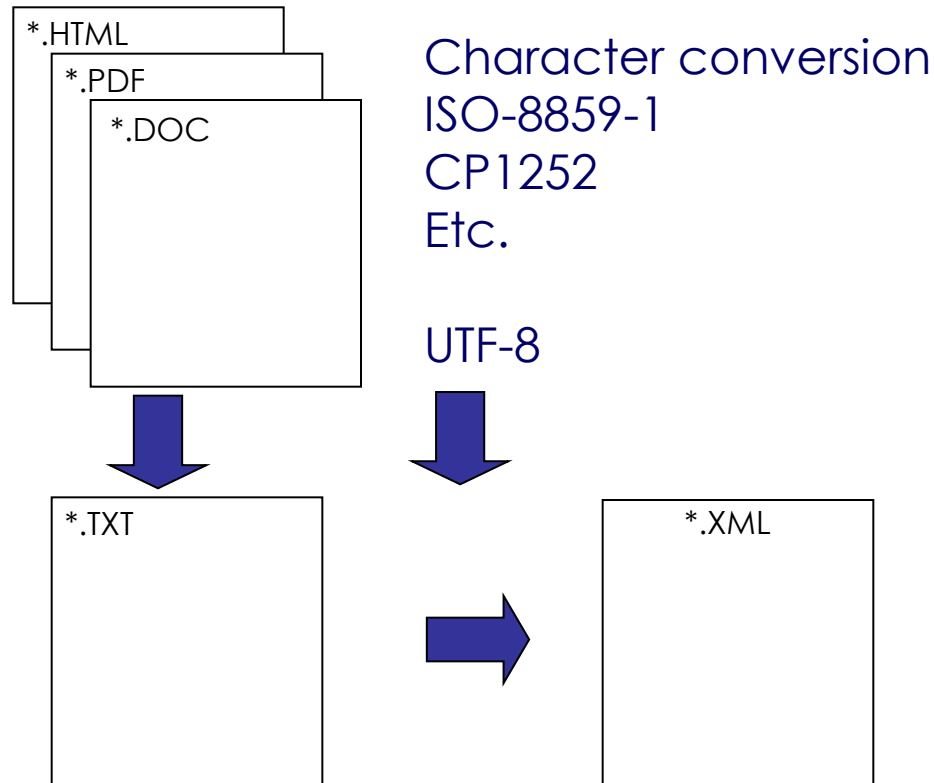 *.HTML
*.PDF
*.DOC
Character conversion
ISO-8859-1
CP1252
Etc.
UTF-8
*.TXT
*.XML